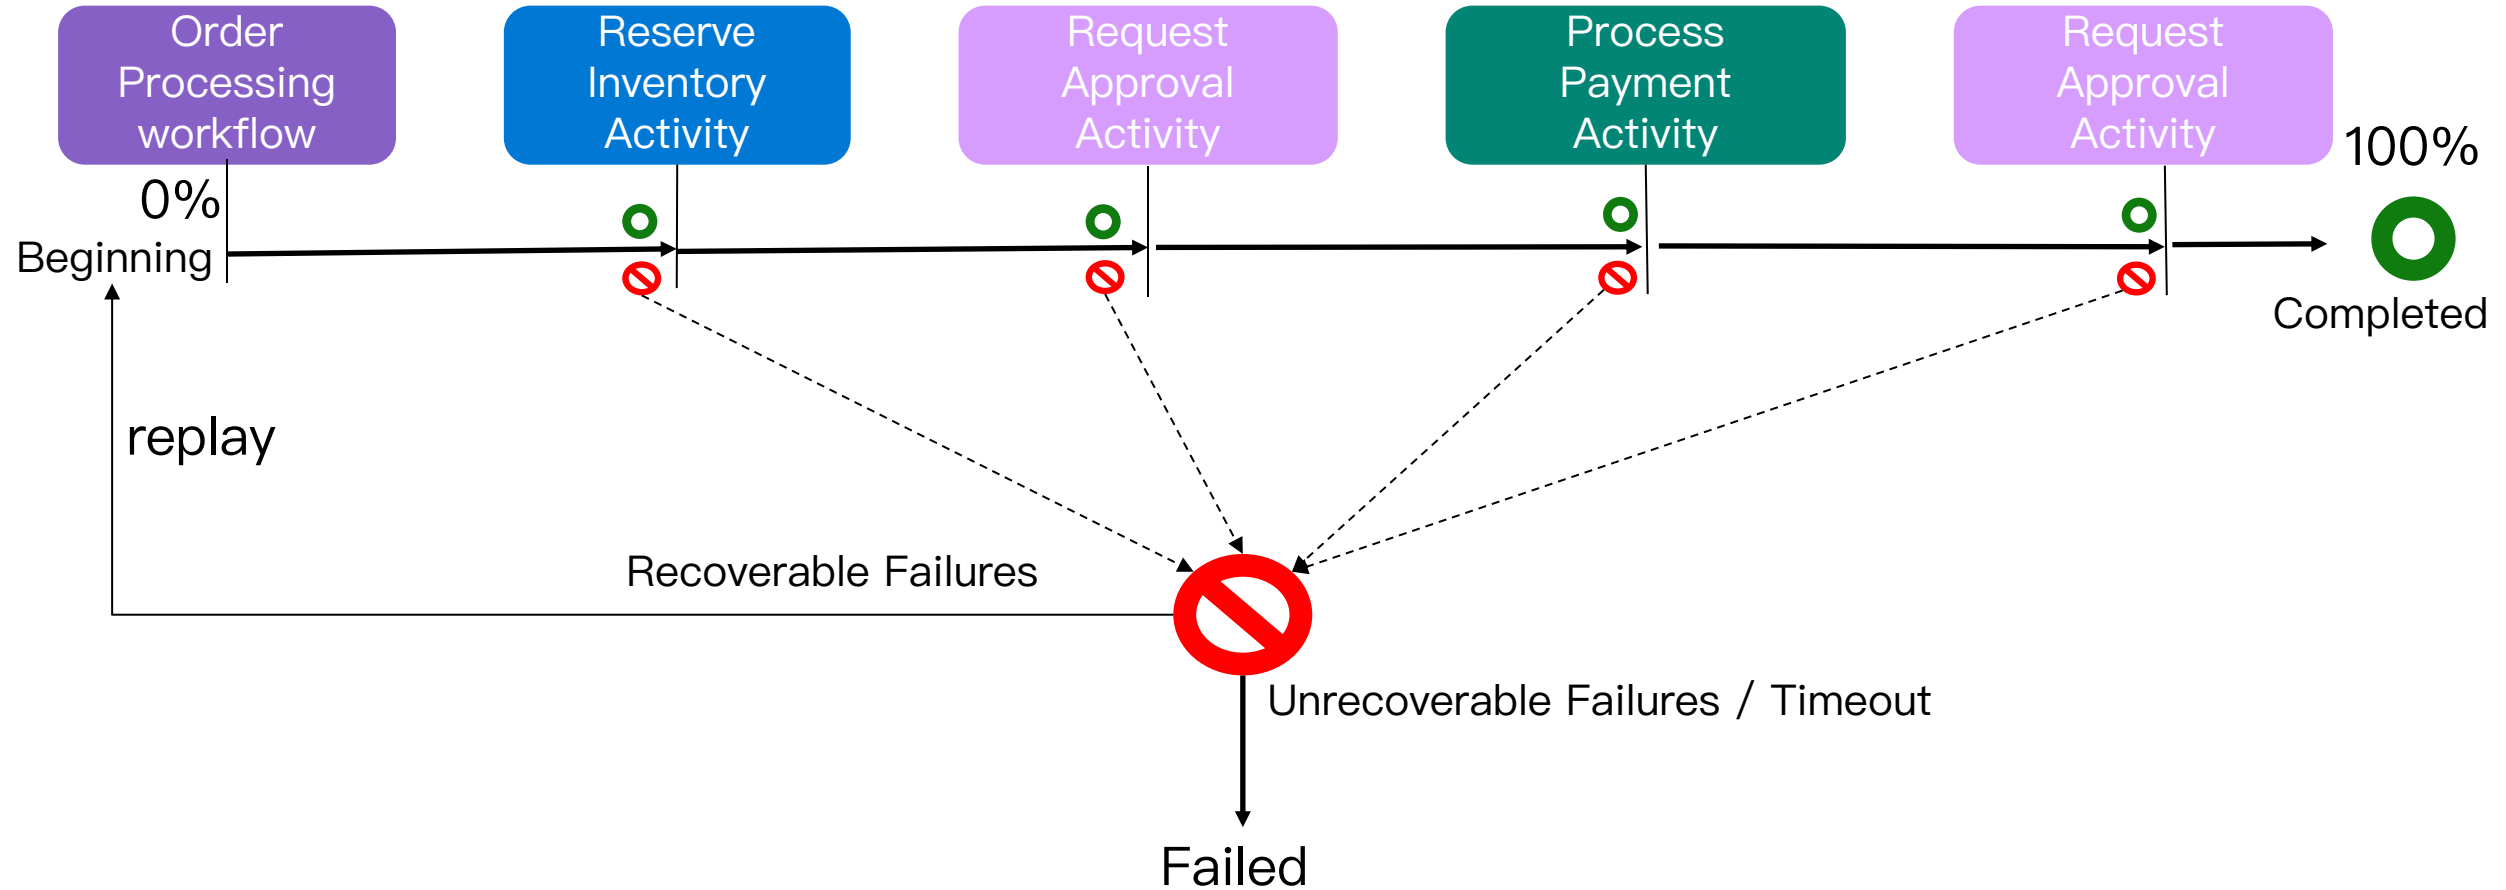 Order
Processing
workflow
Reserve
Inventory
Activity
Request
Approval
Activity
Process
Payment
Activity
Request
Approval
Activity
0%
Beginning
100%
Completed
replay
Recoverable Failures
Unrecoverable Failures / Timeout
Failed